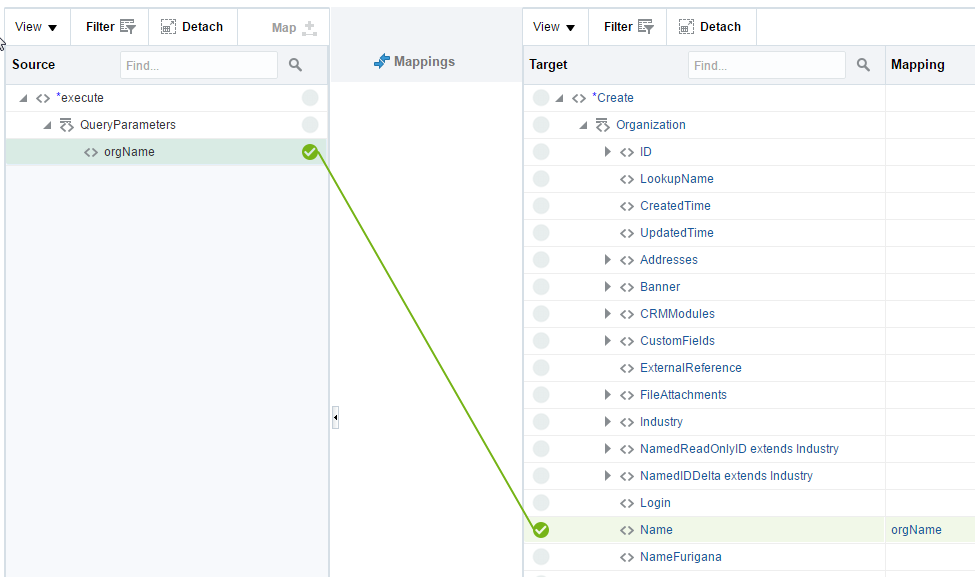 View Filter Detach Map
Source Find...
*execute
QueryParameters
orgName
Mappings
View Filter Detach
Target Find... Mapping
*Create
Organization
ID
LookupName
CreatedTime
UpdatedTime
Addresses
Banner
CRMModules
CustomFields
ExternalReference
FileAttachments
Industry
NamedReadOnlyID extends Industry
NamedIDDelta extends Industry
Login
Name orgName
NameFurigana